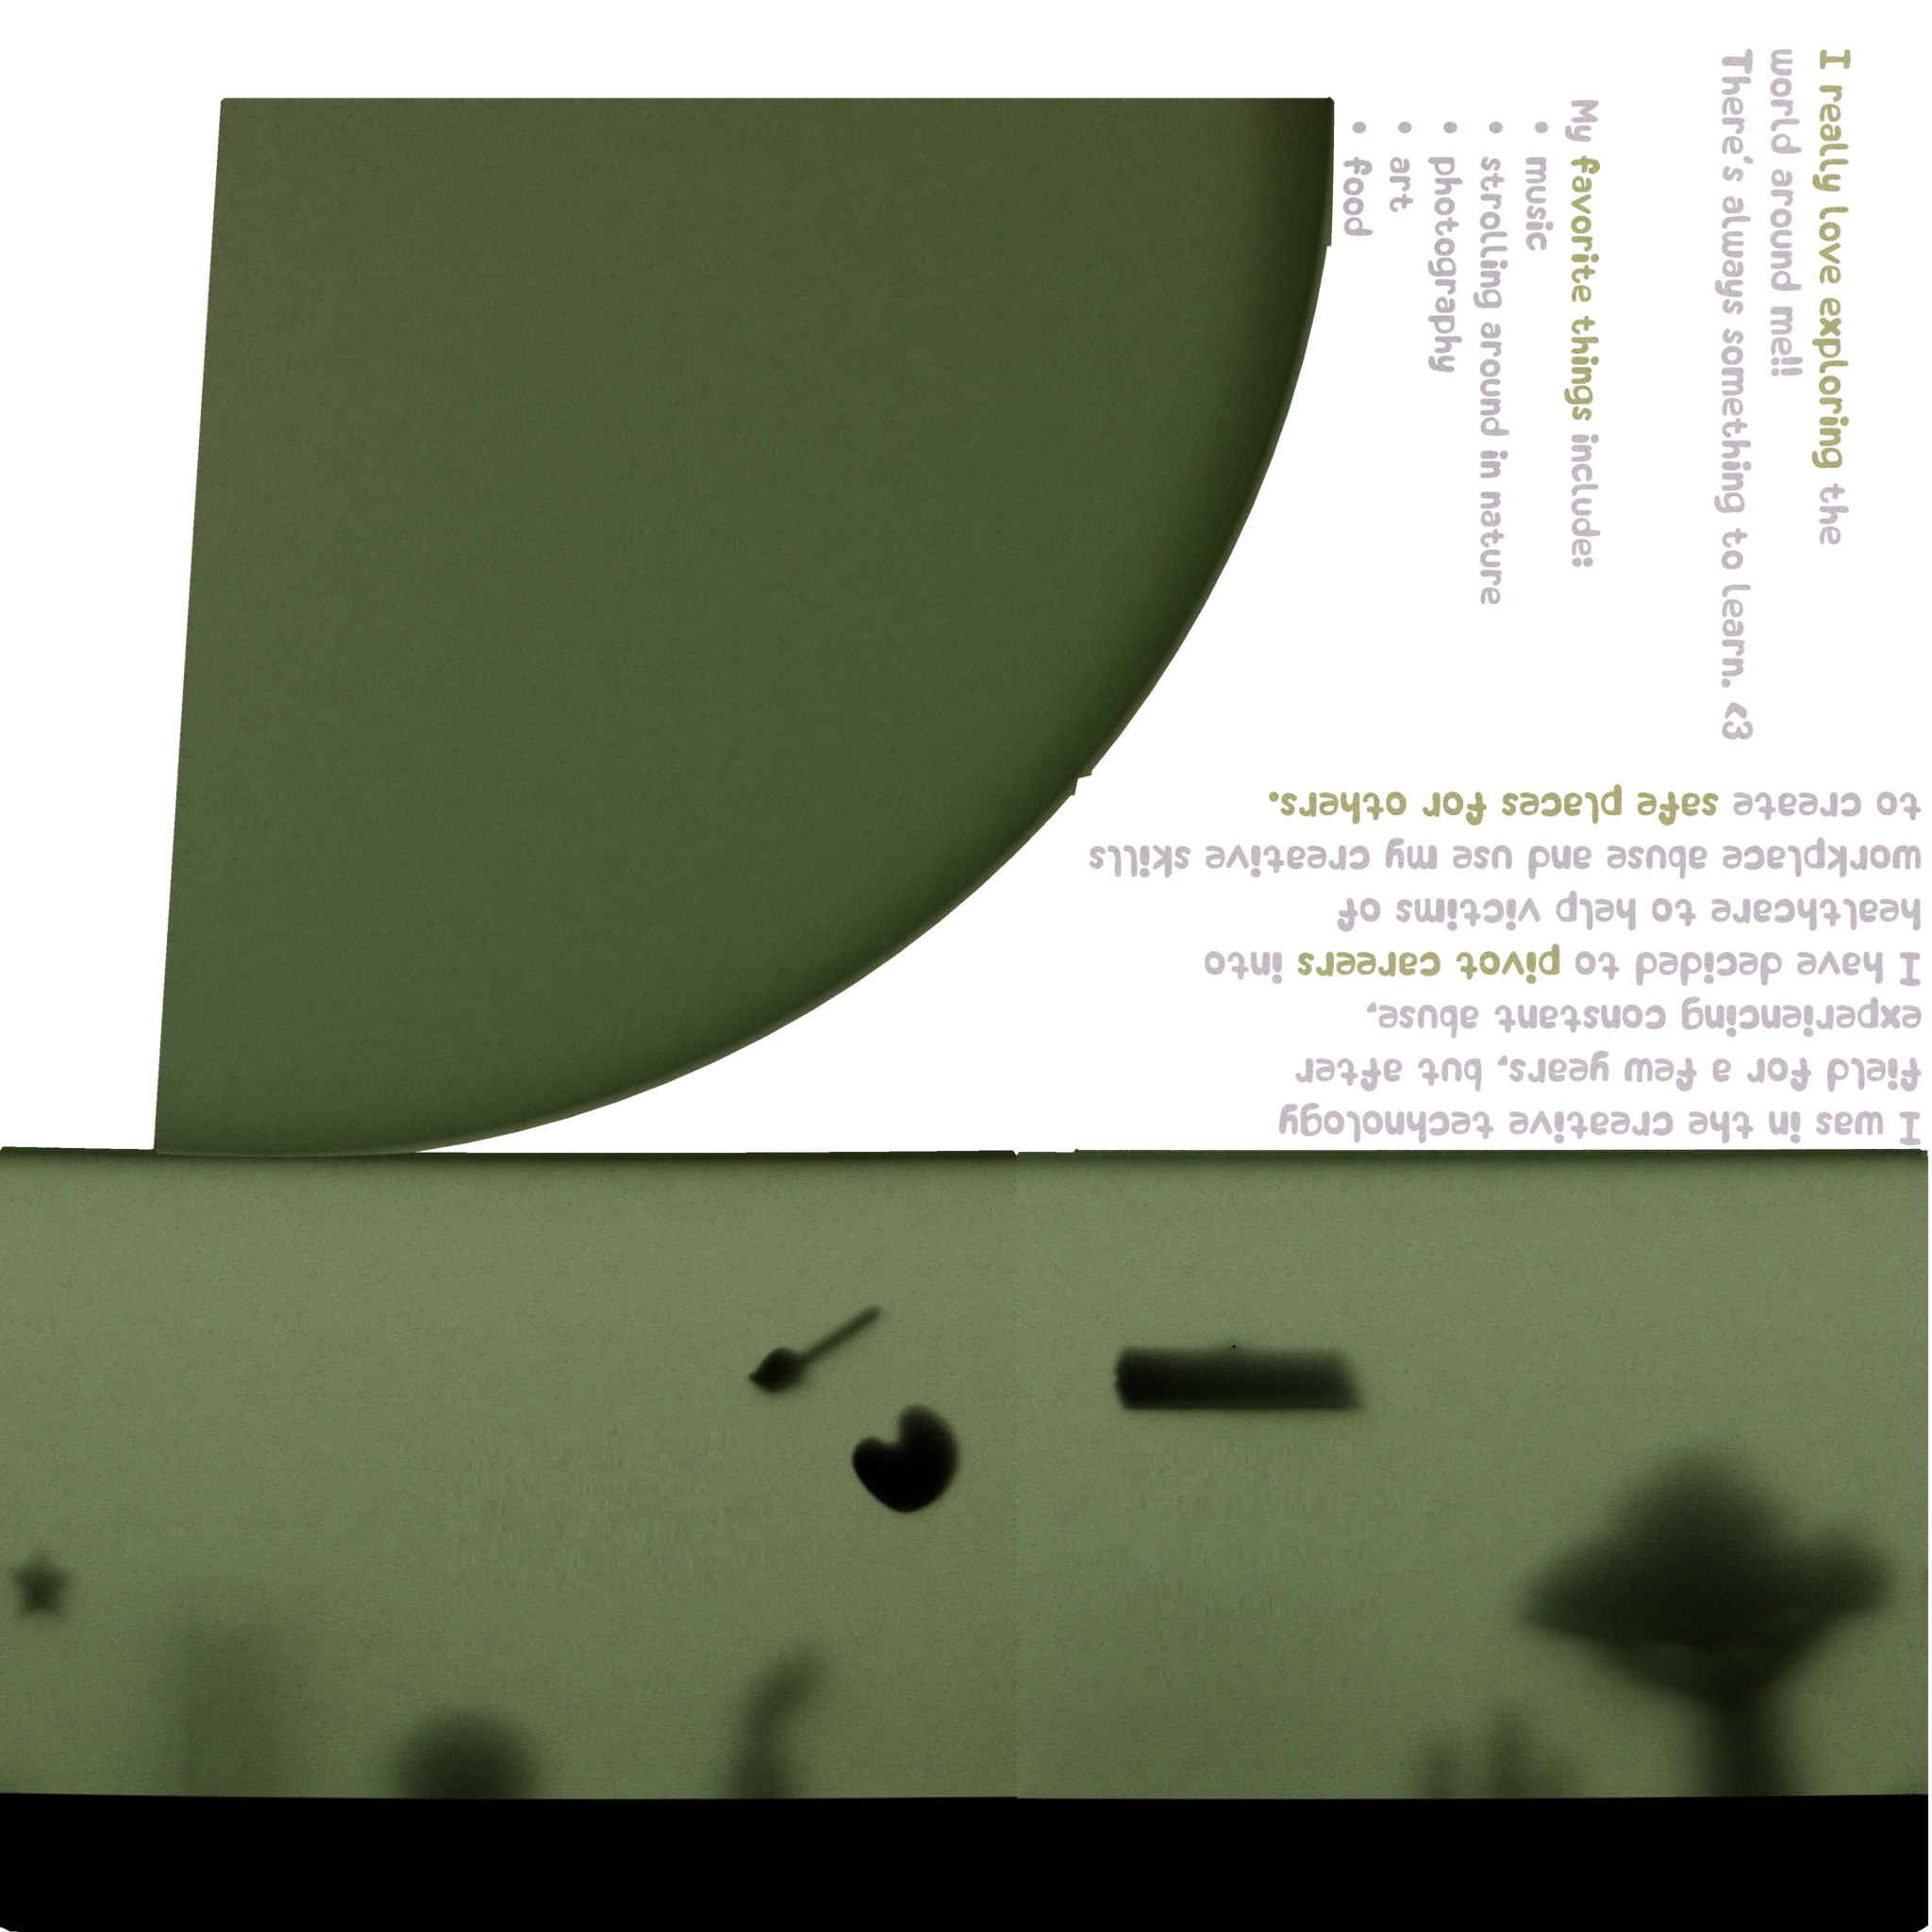 I really love exploring the
world around me!!
There's always something to learn. <3
My favorite things include:
• music
• strolling around in nature
• photography
• art
• food
I was in the creative technology
field for a few years, but after
experiencing constant abuse,
I have decided to pivot careers into
healthcare to help victims of
workplace abuse and use my creative skills
to create safe places for others.